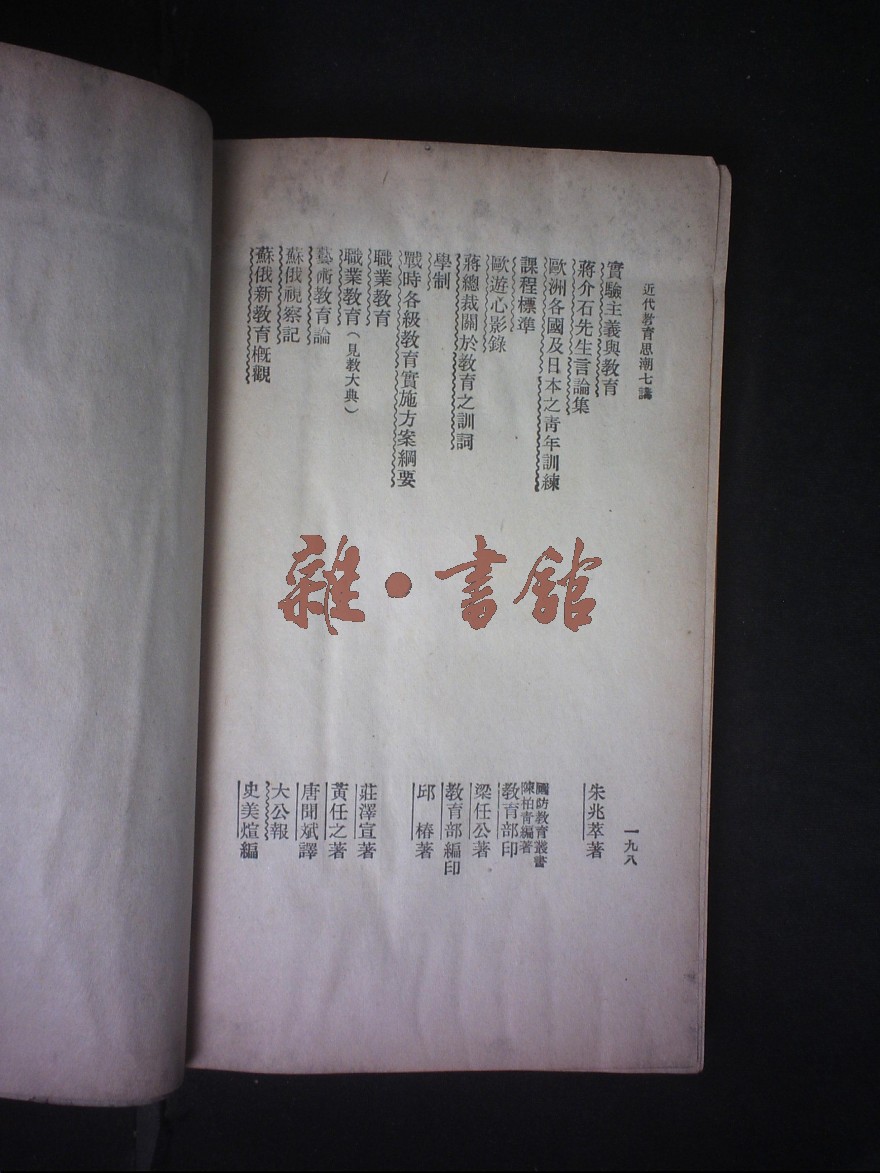 近代教育思潮七講
一九八
實驗主義與教育
朱兆萃著
蔣介石先生言論集
歐洲各國及日本之青年訓練
國防教育叢書
陳柏青編著
課程標準
教育部印
歐遊心影錄
梁任公著
蔣總裁關於教育之訓詞
教育部編印
學制
邱椿著
戰時各級教育實施方案綱要
職業教育
莊澤宣著
職業教育(見教大典)
黃任之著
藝術教育論
唐開斌譯
蘇俄視察記
大公報
蘇俄新教育概觀
史美煊編
雜·書館